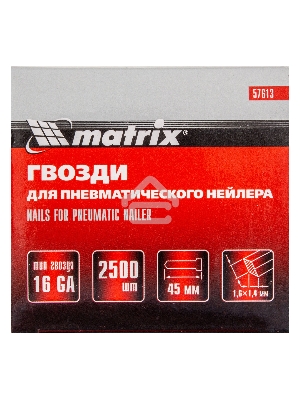 57613
matrix®
ГВОЗДИ
ДЛЯ ПНЕВМАТИЧЕСКОГО НЕЙЛЕРА
NAILS FOR PNEUMATIC NAILER
тип гвоздя
16 GA
2500
шт
45 мм
1,6×1,4 мм